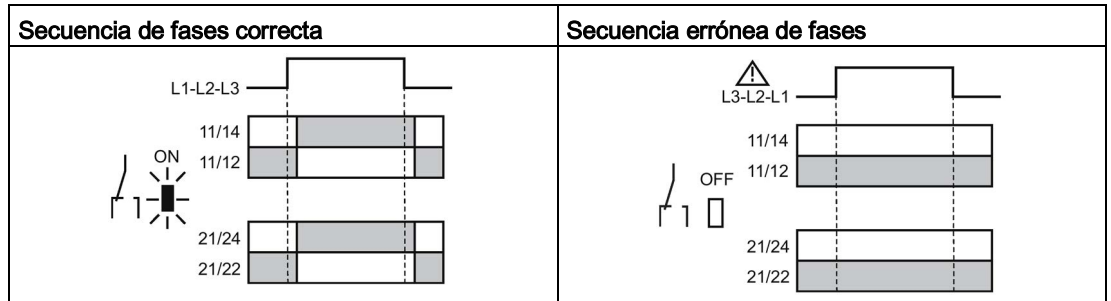 Secuencia de fases correcta
L1-L2-L3
11/14
11/12
ON
21/24
21/22
Secuencia errónea de fases
L3-L2-L1
11/14
11/12
OFF
21/24
21/22